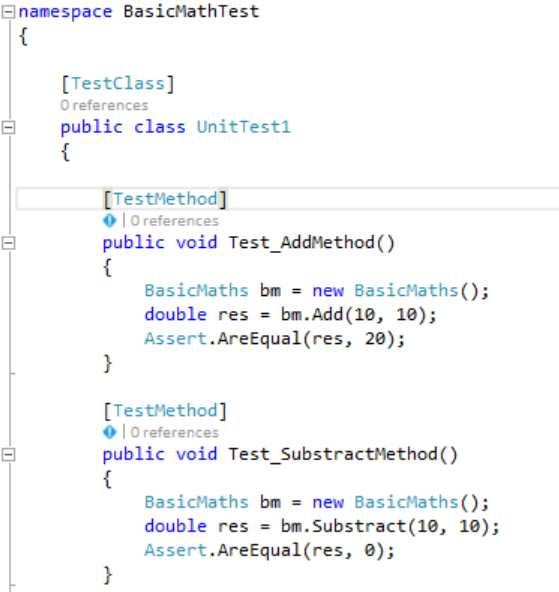 namespace BasicMathTest
{
[TestClass]
0 references
public class UnitTest1
{
[TestMethod]
0 references
public void Test_AddMethod()
{
BasicMaths bm = new BasicMaths();
double res = bm.Add(10, 10);
Assert.AreEqual(res, 20);
}
[TestMethod]
0 references
public void Test_SubstractMethod()
{
BasicMaths bm = new BasicMaths();
double res = bm.Substract(10, 10);
Assert.AreEqual(res, 0);
}